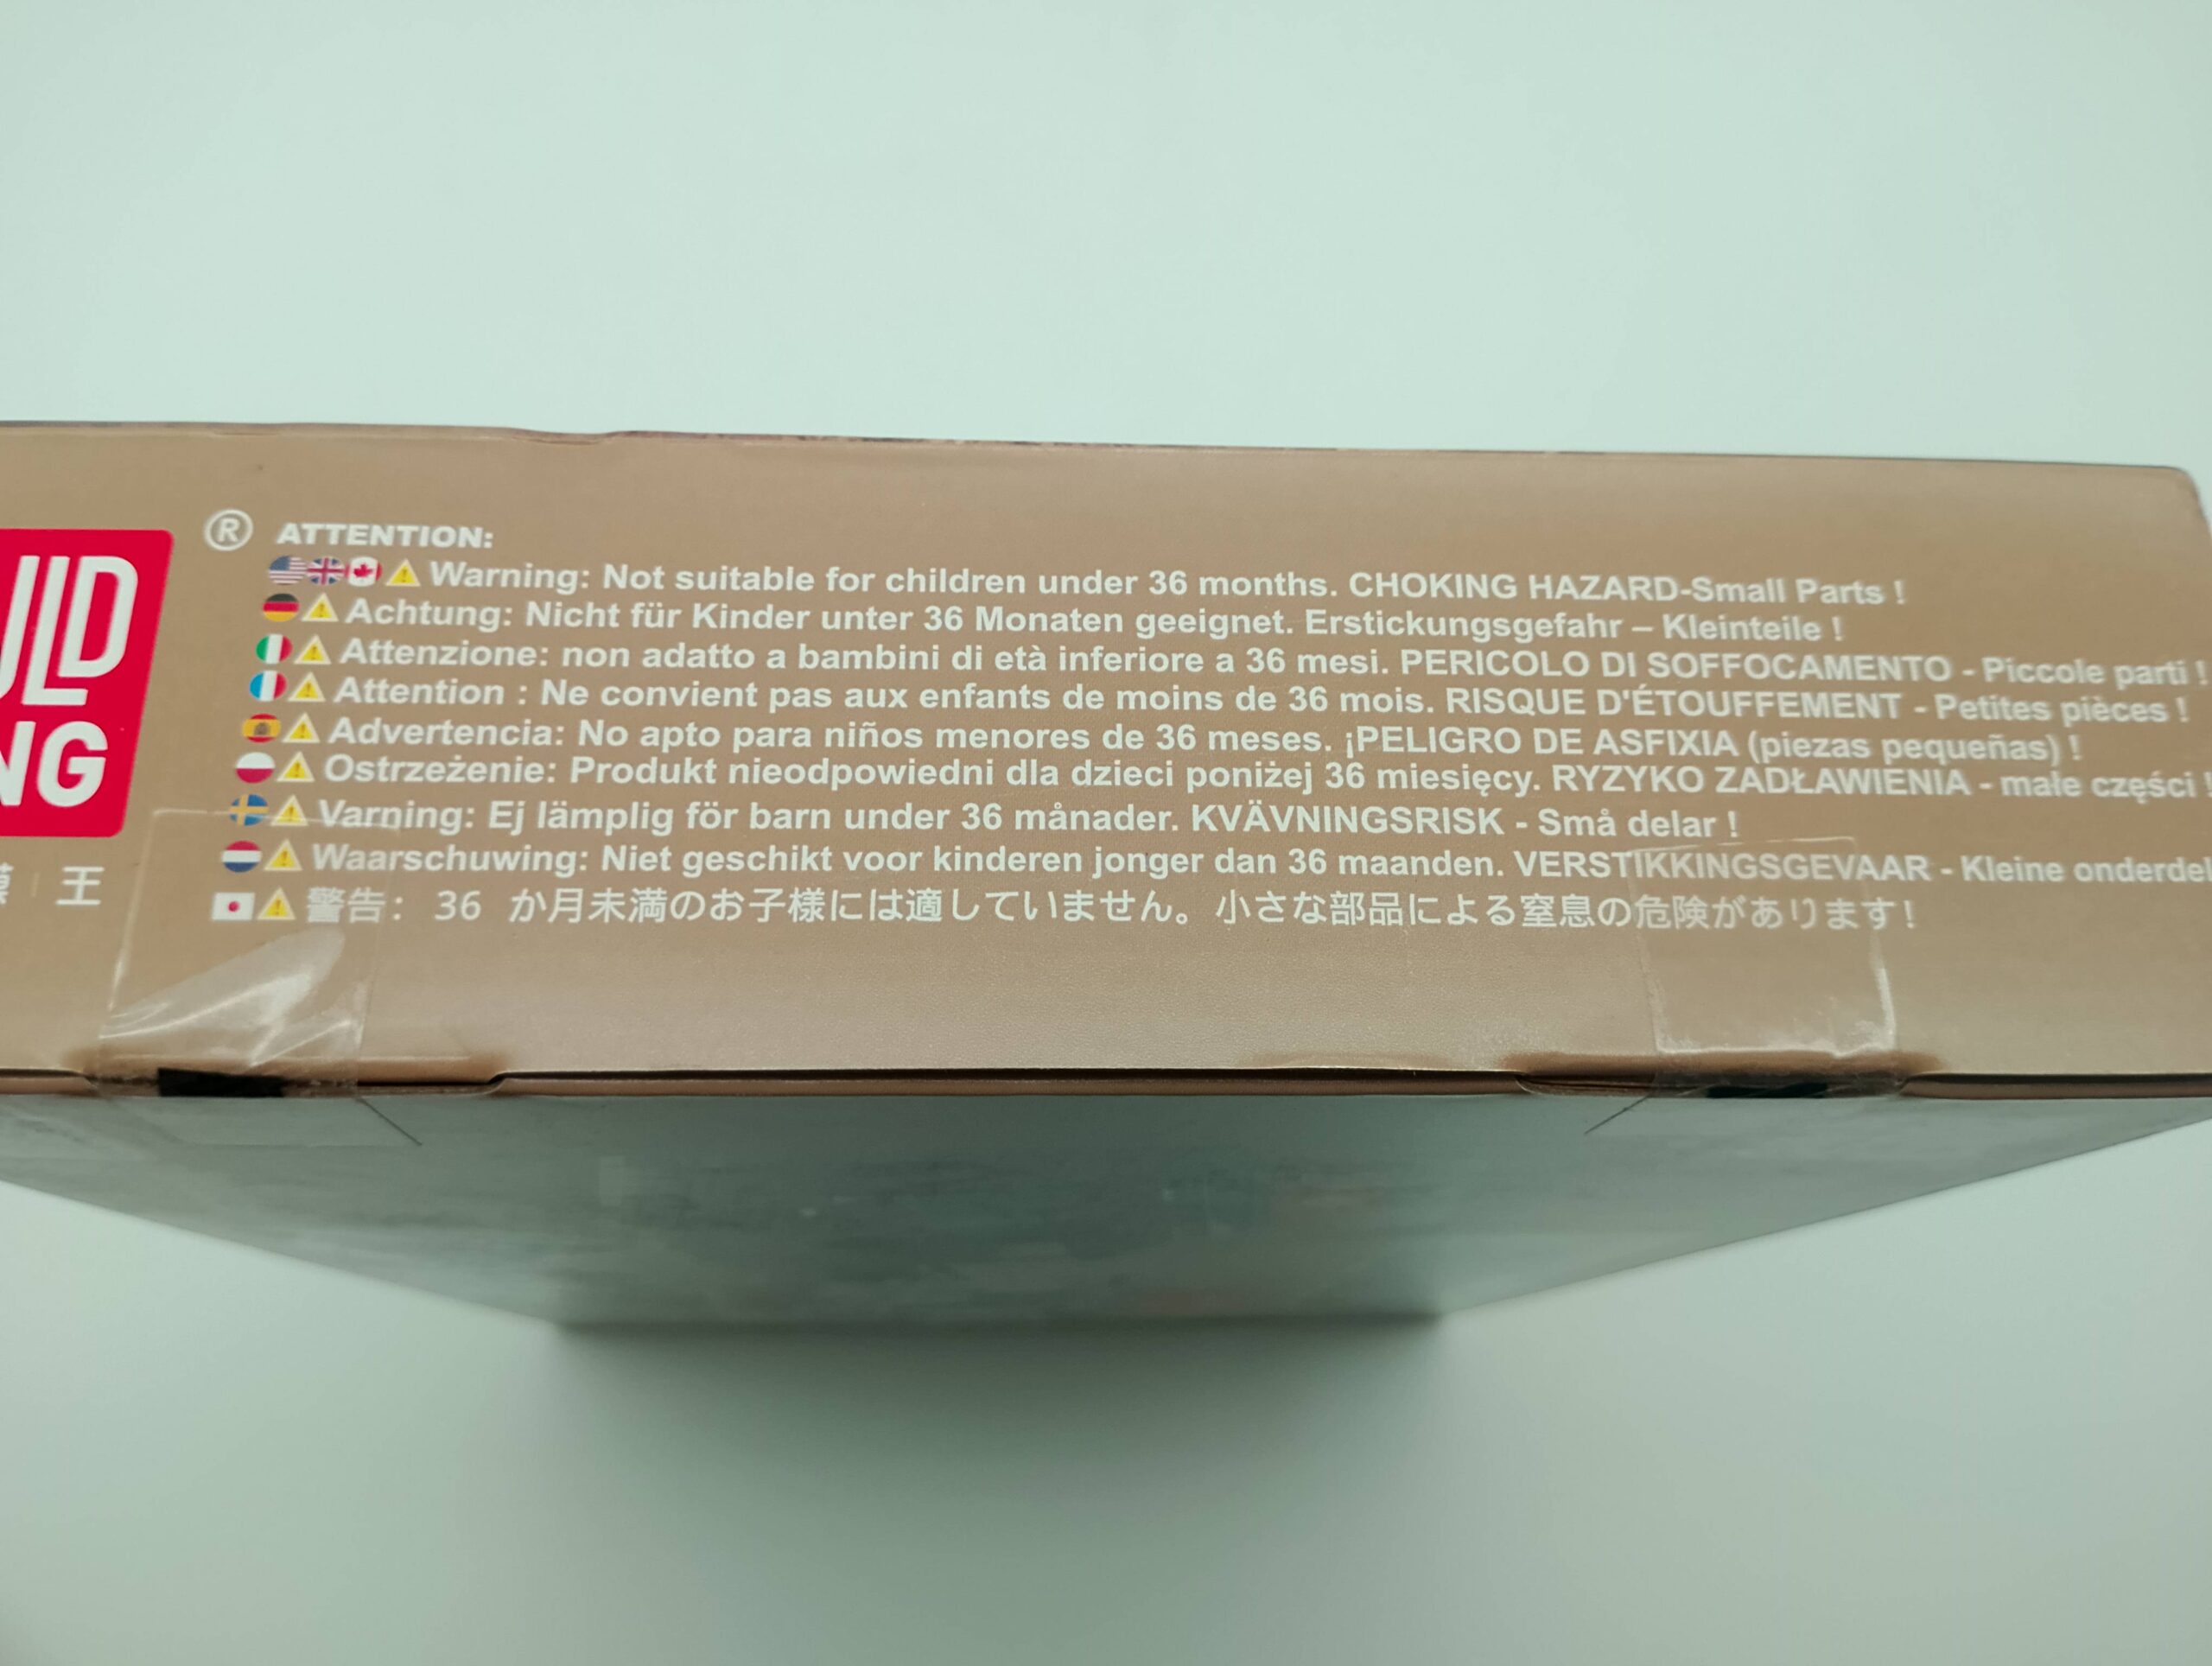 ULD
NG
王
®
ATTENTION:
Warning: Not suitable for children under 36 months. CHOKING HAZARD-Small Parts !
Achtung: Nicht für Kinder unter 36 Monaten geeignet. Erstickungsgefahr – Kleinteile !
Attenzione: non adatto a bambini di età inferiore a 36 mesi. PERICOLO DI SOFFOCAMENTO - Piccole parti !
Attention : Ne convient pas aux enfants de moins de 36 mois. RISQUE D'ÉTOUFFEMENT - Petites pièces !
Advertencia: No apto para niños menores de 36 meses. ¡PELIGRO DE ASFIXIA (piezas pequeñas) !
Ostrzeżenie: Produkt nieodpowiedni dla dzieci poniżej 36 miesięcy. RYZYKO ZADŁAWIENIA - małe części !
Varning: Ej lämplig för barn under 36 månader. KVÄVNINGSRISK - Små delar !
Waarschuwing: Niet geschikt voor kinderen jonger dan 36 maanden. VERSTIKKINGSGEVAAR - Kleine onderdel
警告: 36 か月未満のお子様には適していません。小さな部品による窒息の危険があります!